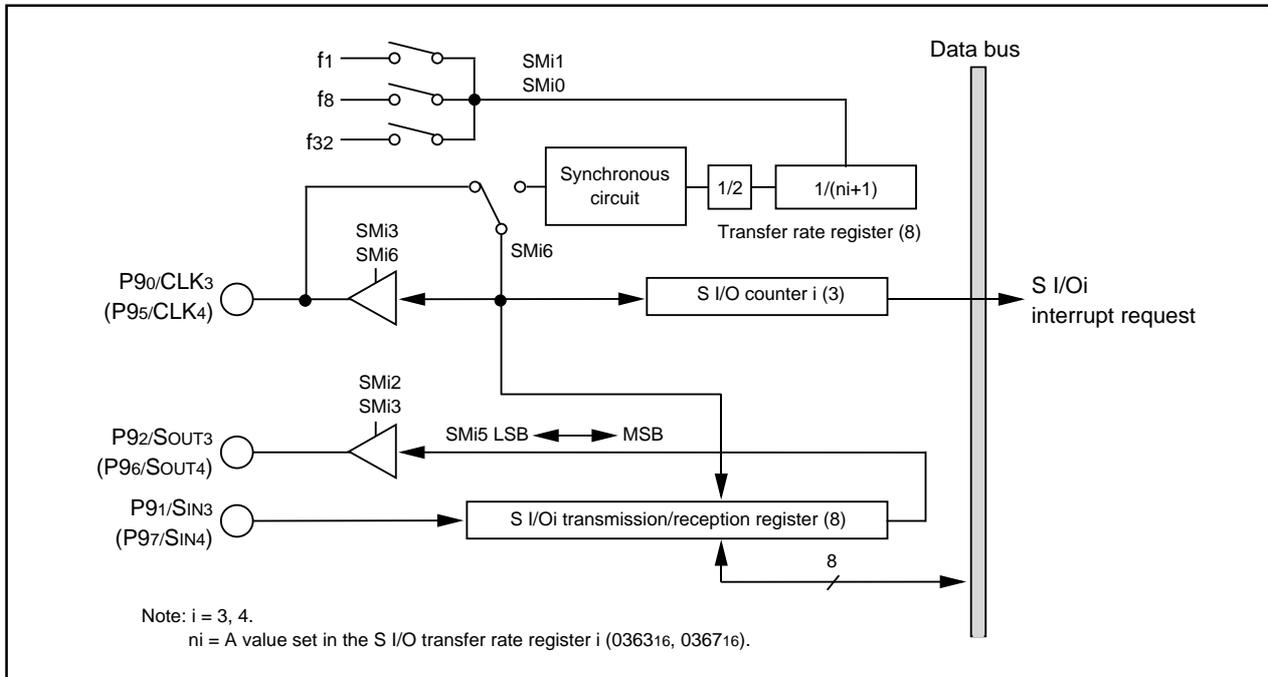 Data bus
f1
SMi1
SMi0
f8
f32
Synchronous
circuit
1/2
1/(ni+1)
Transfer rate register (8)
SMi3
SMi6
SMi6
P90/CLK3
(P95/CLK4)
S I/O counter i (3)
S I/Oi
interrupt request
SMi2
SMi3
P92/SOUT3
(P96/SOUT4)
SMi5 LSB
MSB
P91/SIN3
(P97/SIN4)
S I/Oi transmission/reception register (8)
8
Note: i = 3, 4.
ni = A value set in the S I/O transfer rate register i (036316, 036716).